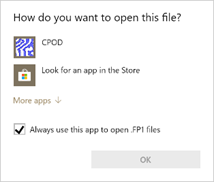 How do you want to open this file?
CPOD
Look for an app in the Store
More apps ↓
Always use this app to open .FP1 files
OK